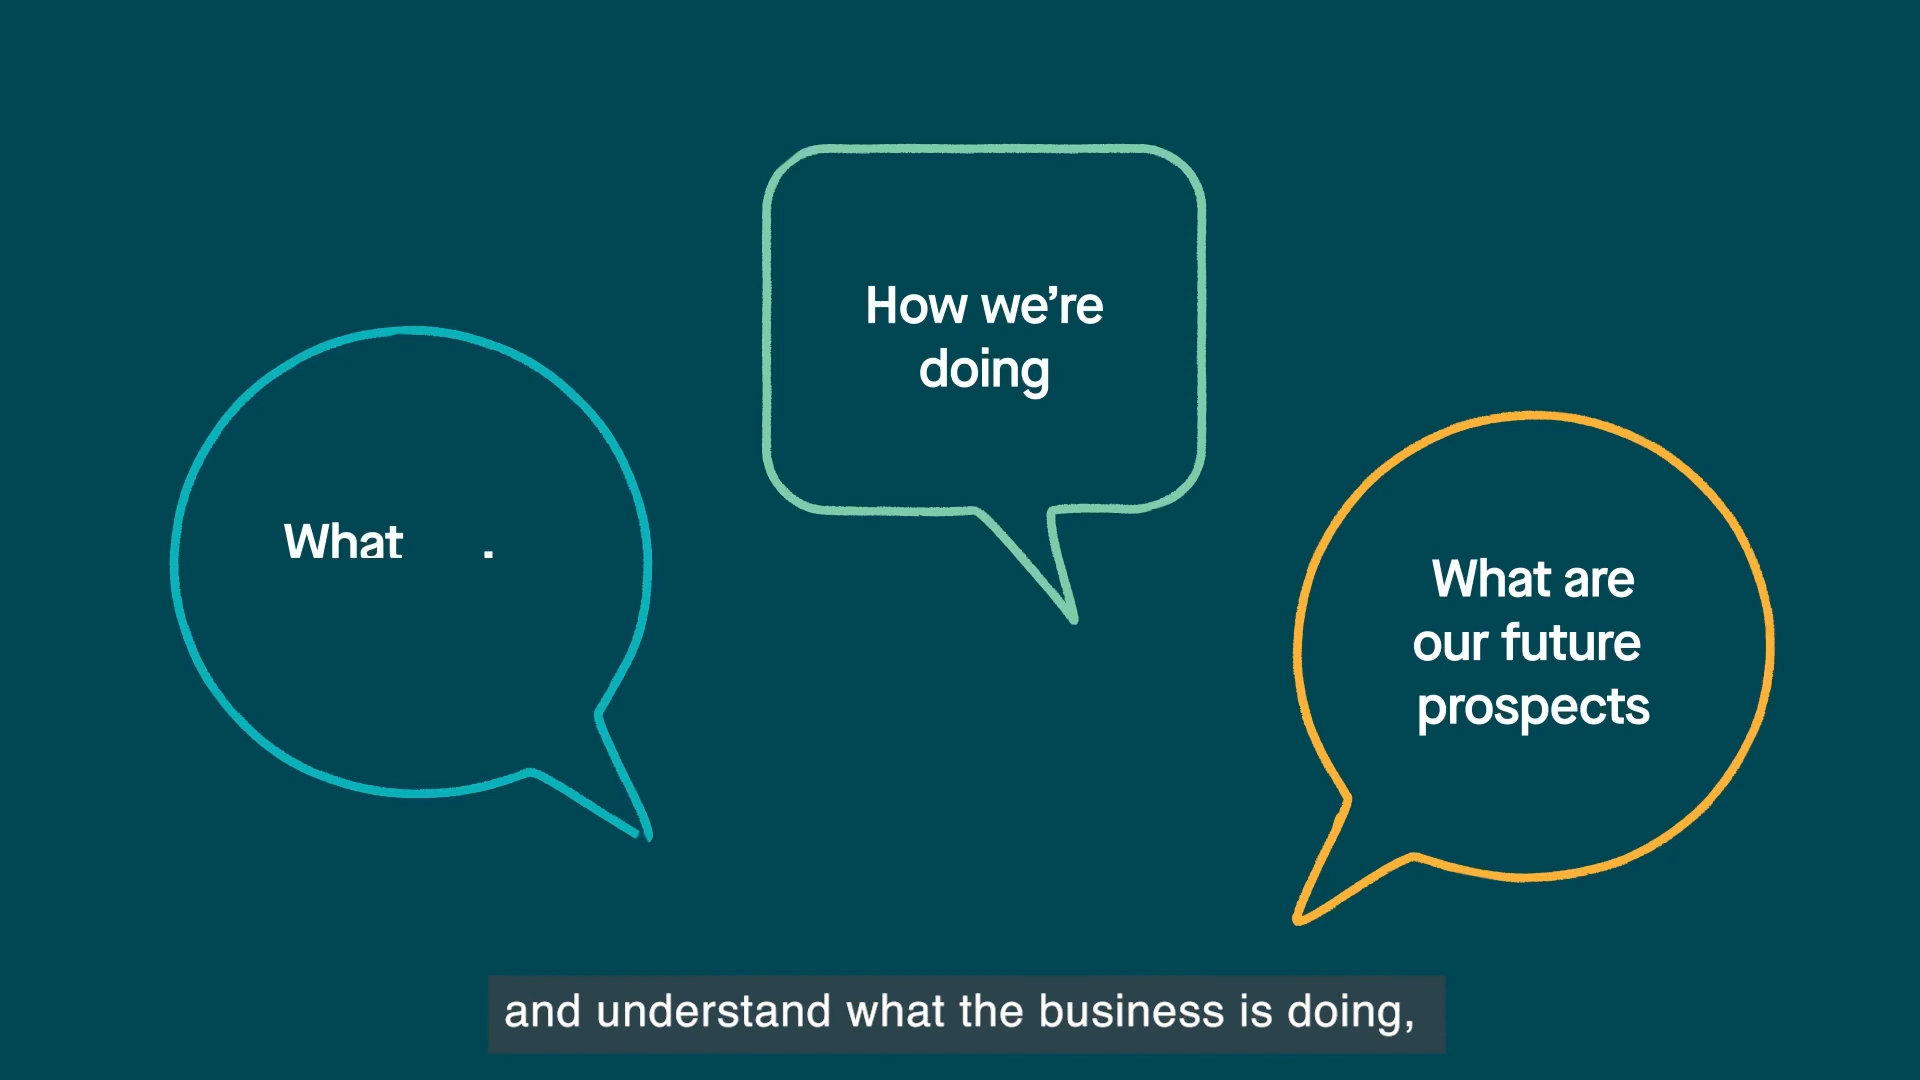 How we’re
doing
What
What are
our future
prospects
and understand what the business is doing,